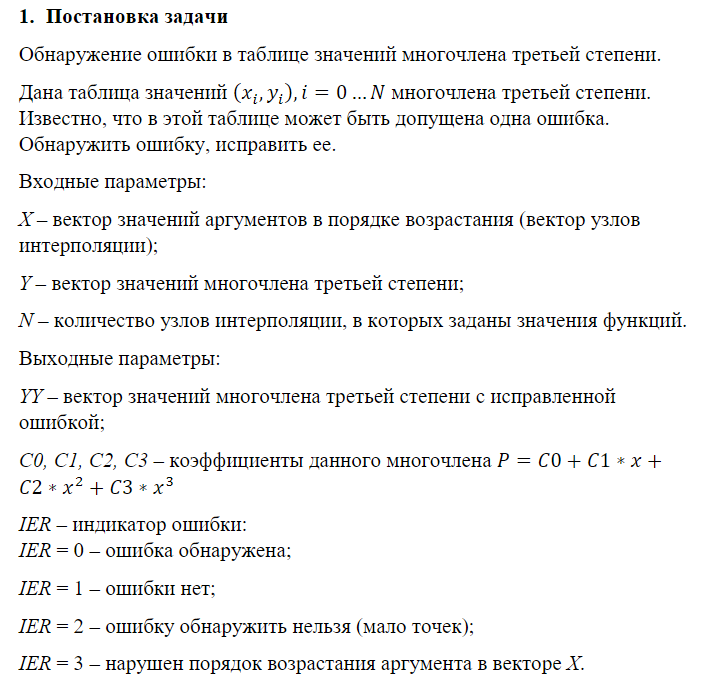 1. Постановка задачи
Обнаружение ошибки в таблице значений многочлена третьей степени.
Дана таблица значений (xᵢ, yᵢ), i = 0 … N многочлена третьей степени.
Известно, что в этой таблице может быть допущена одна ошибка.
Обнаружить ошибку, исправить ее.
Входные параметры:
X – вектор значений аргументов в порядке возрастания (вектор узлов
интерполяции);
Y – вектор значений многочлена третьей степени;
N – количество узлов интерполяции, в которых заданы значения функций.
Выходные параметры:
YY – вектор значений многочлена третьей степени с исправленной
ошибкой;
C0, C1, C2, C3 – коэффициенты данного многочлена P = C0 + C1 ∗ x +
C2 ∗ x² + C3 ∗ x³
IER – индикатор ошибки:
IER = 0 – ошибка обнаружена;
IER = 1 – ошибки нет;
IER = 2 – ошибку обнаружить нельзя (мало точек);
IER = 3 – нарушен порядок возрастания аргумента в векторе X.